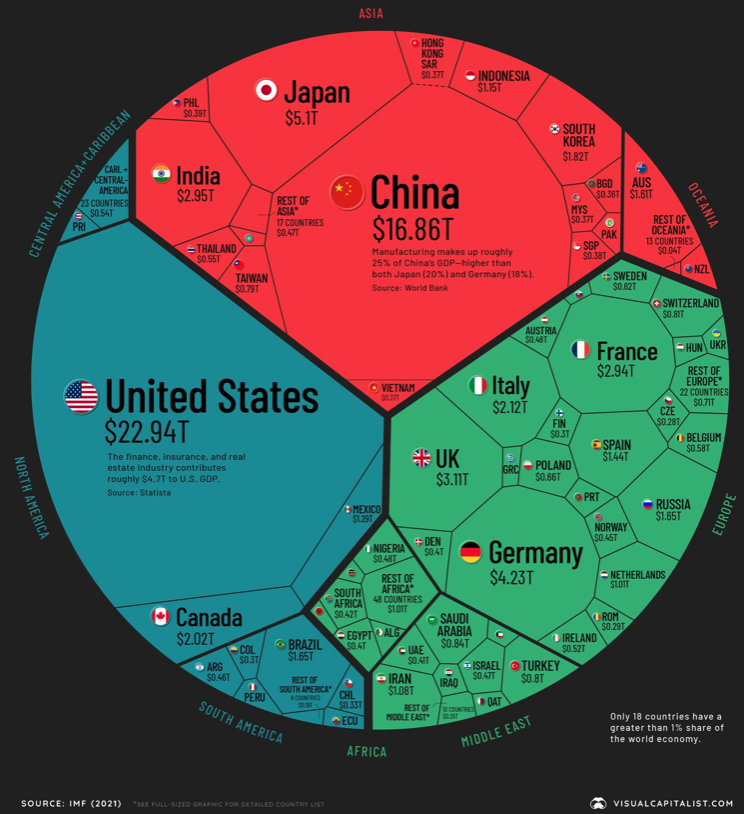 ASIA
HONG
KONG
SAR
$0.37T
INDONESIA
$1.15T
Japan
$5.1T
PHL
$0.39T
SOUTH
KOREA
$1.82T
India
$2.95T
China
$16.86T
Manufacturing makes up roughly
25% of China's GDP—higher than
both Japan (20%) and Germany (18%).
Source: World Bank
REST OF
ASIA*
17 COUNTRIES
$0.47T
THAILAND
$0.55T
TAIWAN
$0.79T
BGD
$0.36T
MYS
$0.37T
PAK
SGP
$0.38T
VIETNAM
$0.37T
OCEANIA
AUS
$1.61T
REST OF
OCEANIA*
13 COUNTRIES
$0.04T
NZL
CENTRAL AMERICA+CARIBBEAN
CARI. +
CENTRAL-
AMERICA
23 COUNTRIES
$0.54T
PRI
NORTH AMERICA
United States
$22.94T
The finance, insurance, and real
estate industry contributes
roughly $4.7T to U.S. GDP.
Source: Statista
MEXICO
$1.29T
Canada
$2.02T
EUROPE
SWEDEN
$0.62T
SWITZERLAND
$0.81T
AUSTRIA
$0.48T
France
$2.94T
HUN
UKR
REST OF
EUROPE*
22 COUNTRIES
$0.71T
Italy
$2.12T
CZE
$0.28T
FIN
$0.3T
SPAIN
$1.44T
BELGIUM
$0.58T
UK
$3.11T
GRC
POLAND
$0.66T
PRT
RUSSIA
$1.65T
NORWAY
$0.45T
DEN
$0.4T
Germany
$4.23T
NETHERLANDS
$1.01T
ROM
$0.29T
IRELAND
$0.52T
NIGERIA
$0.48T
REST OF
AFRICA*
48 COUNTRIES
$1.01T
SOUTH
AFRICA
$0.42T
EGYPT
$0.4T
ALG
AFRICA
SAUDI
ARABIA
$0.84T
UAE
$0.41T
ISRAEL
$0.47T
TURKEY
$0.8T
IRAN
$1.08T
IRAQ
QAT
REST OF
MIDDLE EAST*
10 COUNTRIES
MIDDLE EAST
COL
$0.3T
BRAZIL
$1.65T
ARG
$0.46T
PERU
REST OF
SOUTH AMERICA*
CHL
$0.33T
ECU
SOUTH AMERICA
Only 18 countries have a
greater than 1% share of
the world economy.
SOURCE: IMF (2021)
*SEE FULL-SIZED GRAPHIC FOR DETAILED COUNTRY LIST
VISUALCAPITALIST.COM